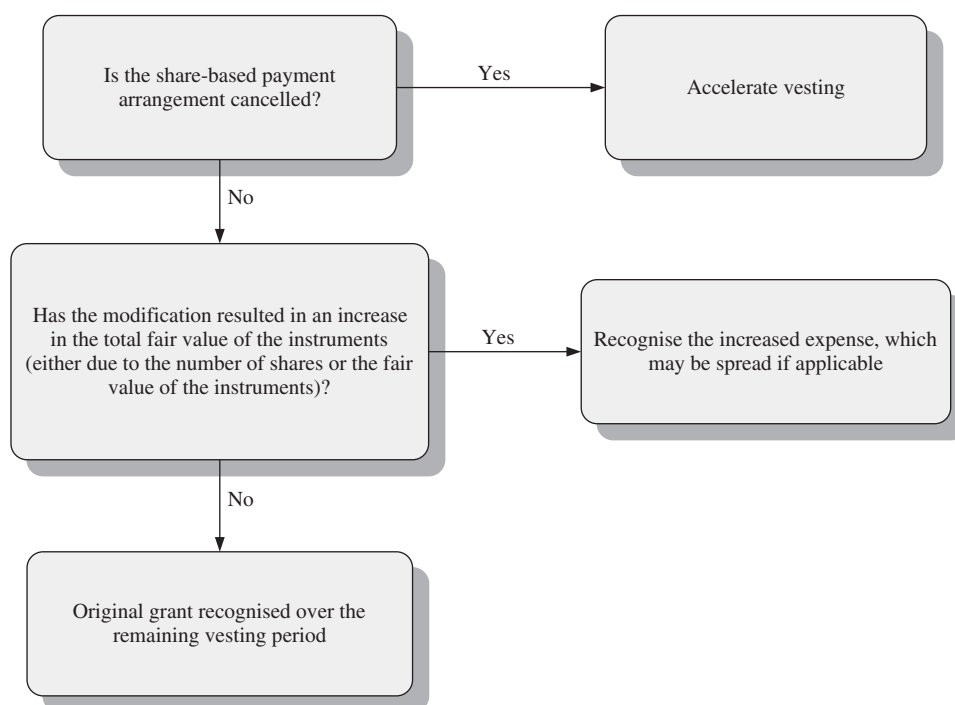 Is the share-based payment
arrangement cancelled?
Yes
Accelerate vesting
No
Has the modification resulted in an increase
in the total fair value of the instruments
(either due to the number of shares or the fair
value of the instruments)?
Yes
Recognise the increased expense, which
may be spread if applicable
No
Original grant recognised over the
remaining vesting period